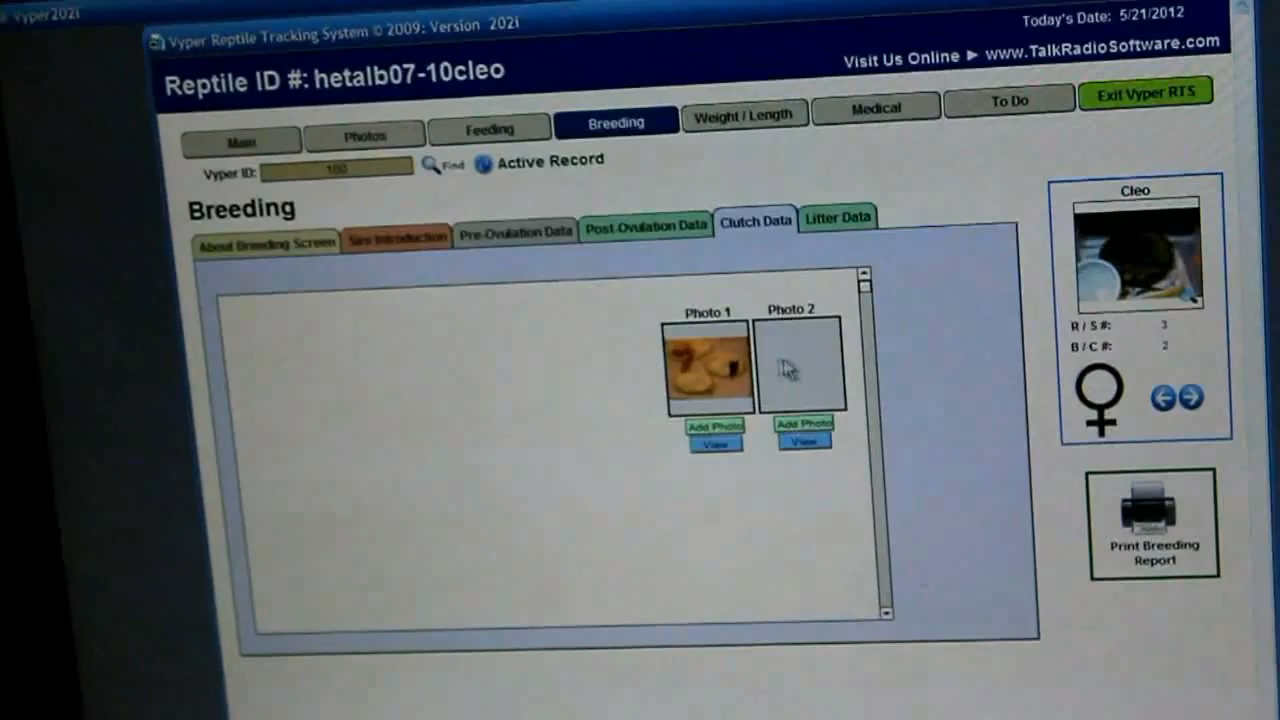 Vyper202i
Vyper Reptile Tracking System © 2009: Version 202i
Today's Date: 5/21/2012
Reptile ID #: hetalb07-10cleo
Visit Us Online ► www.TalkRadioSoftware.com
Main
Photos
Feeding
Breeding
Weight / Length
Medical
To Do
Exit Vyper RTS
Vyper ID:
160
Find
Active Record
Breeding
About Breeding Screen
Sire Introduction
Pre-Ovulation Data
Post-Ovulation Data
Clutch Data
Litter Data
Cleo
Photo 1
Photo 2
R / S #: 3
B / C #: 2
Add Photo
Add Photo
View
View
Print Breeding
Report